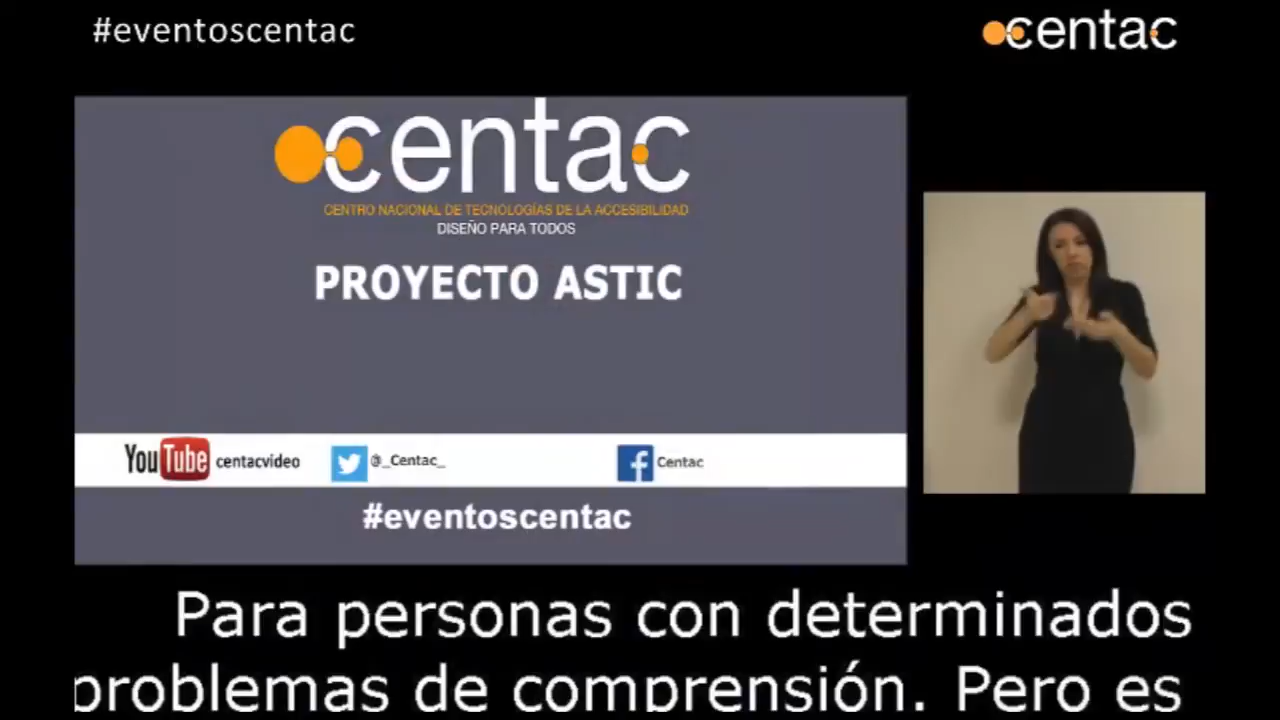 #eventoscentac
centac
centac
CENTRO NACIONAL DE TECNOLOGÍAS DE LA ACCESIBILIDAD
DISEÑO PARA TODOS
PROYECTO ASTIC
YouTube centacvideo @_Centac_ Centac
#eventoscentac
Para personas con determinados
problemas de comprensión. Pero es